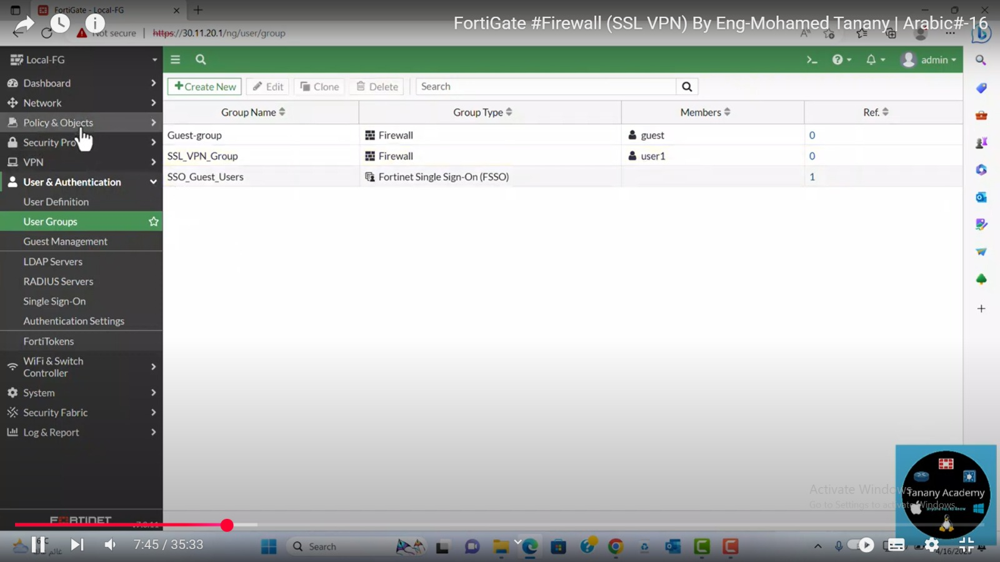 FortiGate - Local-FG
FortiGate #Firewall (SSL VPN) By Eng-Mohamed Tanany | Arabic#-16
Not secure
https://30.11.20.1/ng/user/group
Local-FG
admin
Dashboard
Network
Policy & Objects
Security Pro
VPN
User & Authentication
User Definition
User Groups
Guest Management
LDAP Servers
RADIUS Servers
Single Sign-On
Authentication Settings
FortiTokens
WiFi & Switch
Controller
System
Security Fabric
Log & Report
FORTINET
Create New
Edit
Clone
Delete
Search
Group Name
Group Type
Members
Ref.
Guest-group
Firewall
guest
0
SSL_VPN_Group
Firewall
user1
0
SSO_Guest_Users
Fortinet Single Sign-On (FSSO)
1
Activate Windows
Go to Settings to activate Windows.
Tanany Academy
7:45 / 35:33
Search